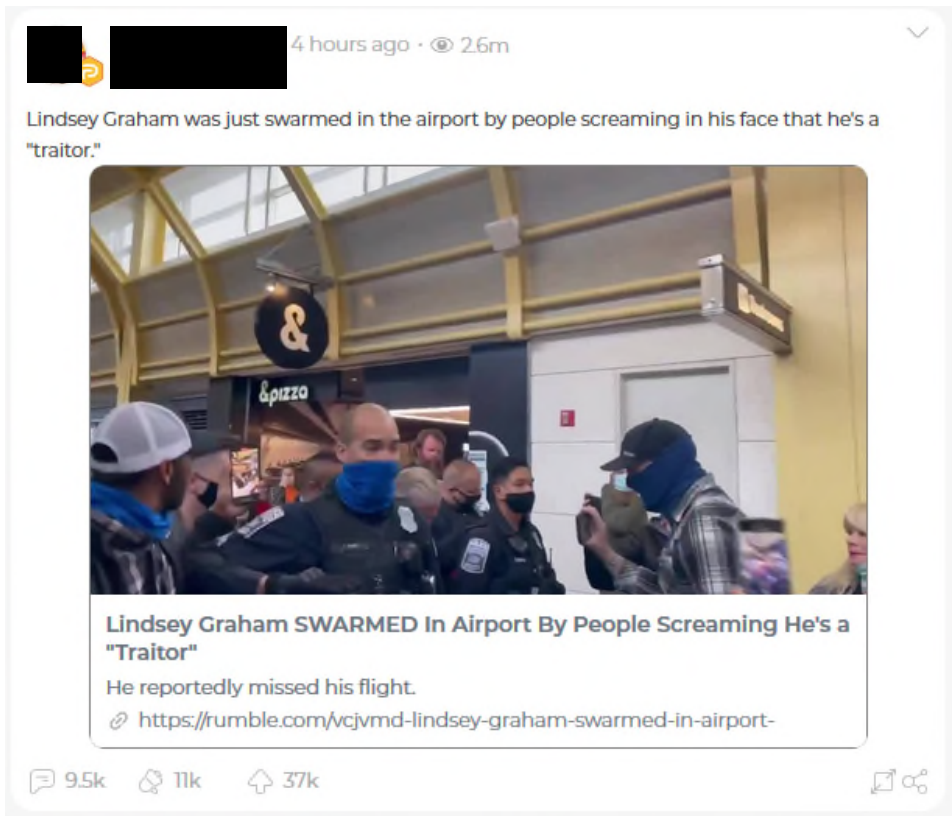 4 hours ago · 2.6m
Lindsey Graham was just swarmed in the airport by people screaming in his face that he's a
"traitor."
&
&pizza
Lindsey Graham SWARMED In Airport By People Screaming He's a
"Traitor"
He reportedly missed his flight.
https://rumble.com/vcjvmd-lindsey-graham-swarmed-in-airport-
9.5k 11k 37k